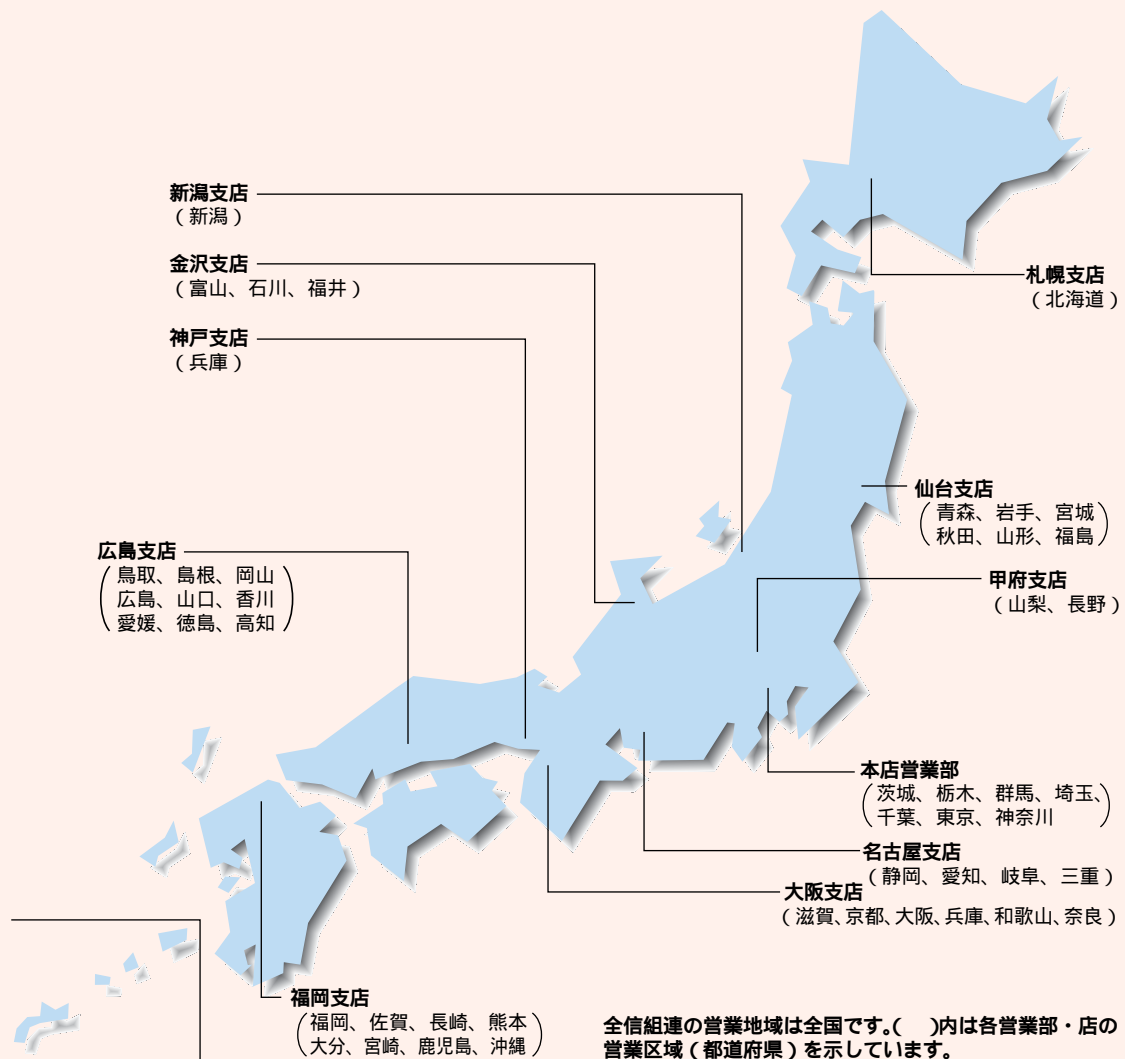 新潟支店
（新潟）
金沢支店
（富山、石川、福井）
神戸支店
（兵庫）
札幌支店
（北海道）
仙台支店
（青森、岩手、宮城
秋田、山形、福島）
広島支店
（鳥取、島根、岡山
広島、山口、香川
愛媛、徳島、高知）
甲府支店
（山梨、長野）
本店営業部
（茨城、栃木、群馬、埼玉、
千葉、東京、神奈川）
名古屋支店
（静岡、愛知、岐阜、三重）
大阪支店
（滋賀、京都、大阪、兵庫、和歌山、奈良）
福岡支店
（福岡、佐賀、長崎、熊本
大分、宮崎、鹿児島、沖縄）
全信組連の営業地域は全国です。（　）内は各営業部・店の
営業区域（都道府県）を示しています。